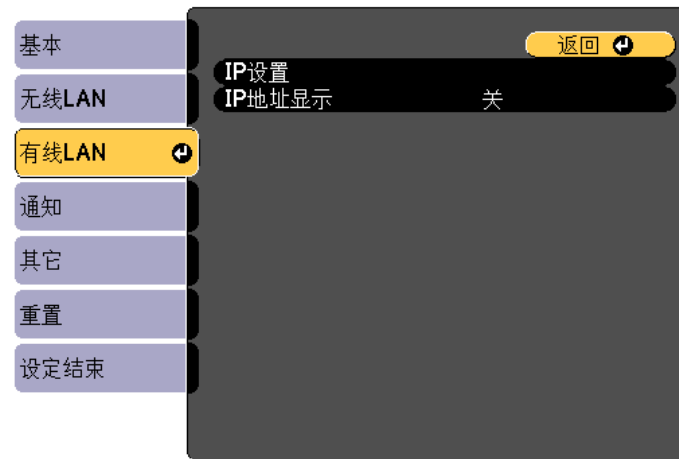 基本
无线LAN
有线LAN
通知
其它
重置
设定结束
返回
IP设置
IP地址显示 关